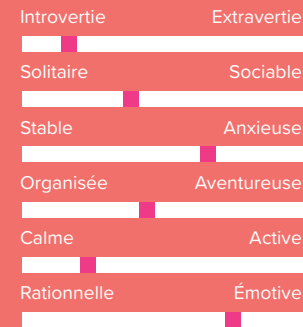 Introvertie Extravertie
Solitaire Sociable
Stable Anxieuse
Organisée Aventureuse
Calme Active
Rationnelle Émotive